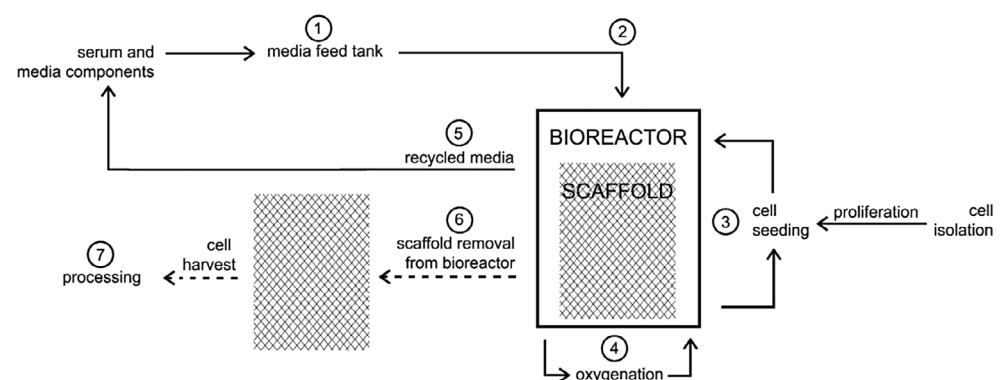 1
2
serum and
media components
media feed tank
5
recycled media
BIOREACTOR
SCAFFOLD
3
cell
seeding
proliferation
cell
isolation
6
scaffold removal
from bioreactor
cell
harvest
7
processing
4
oxygenation